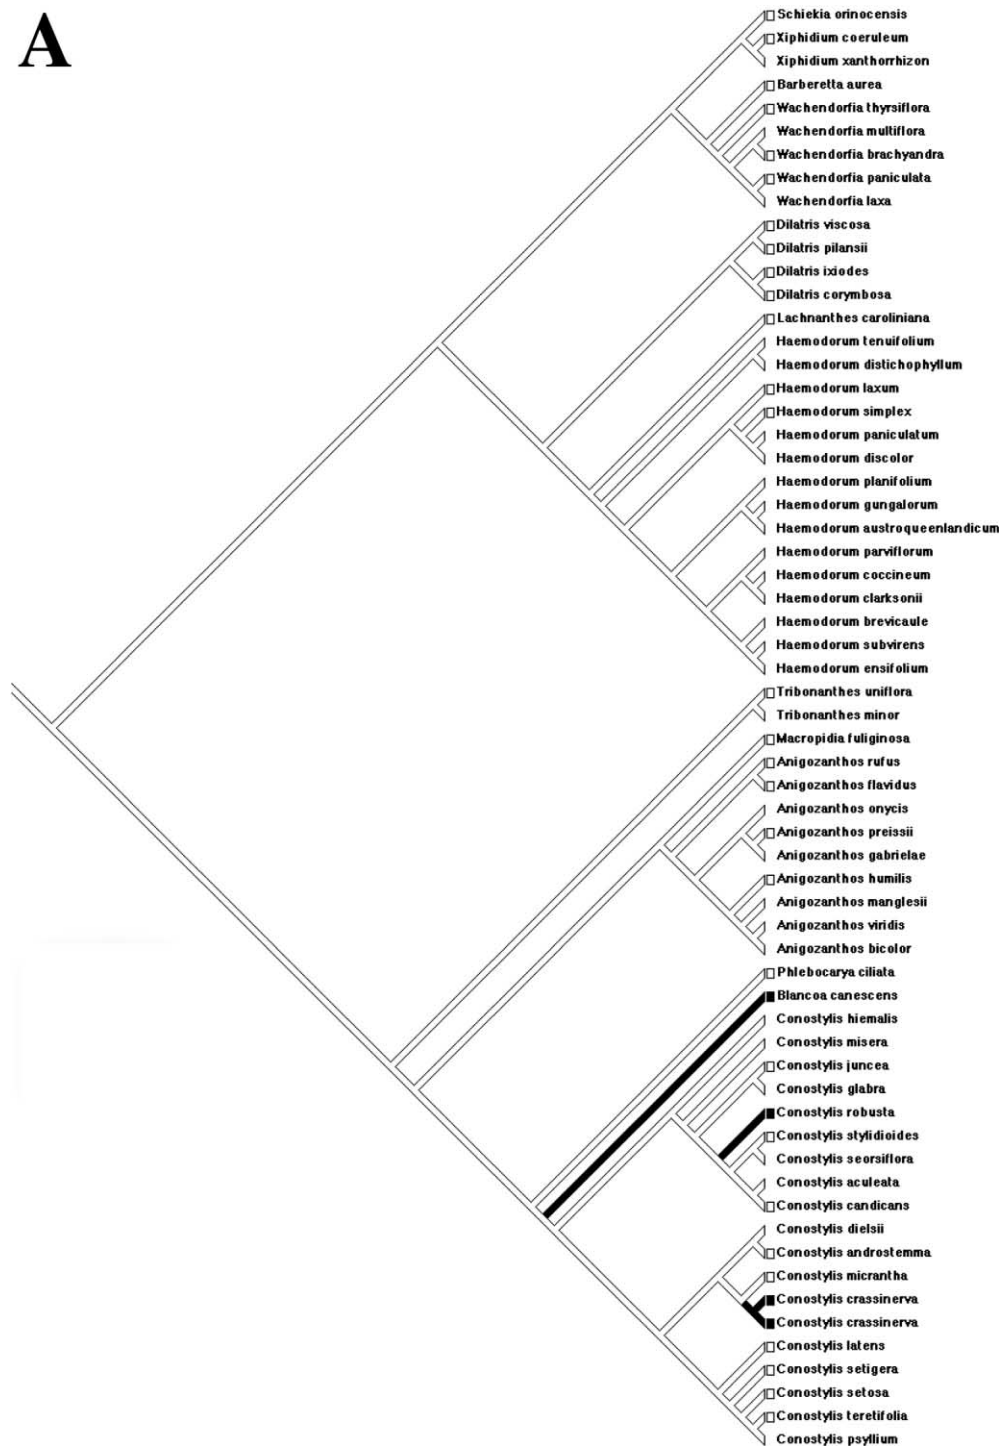 A
Schiekia orinocensis
Xiphidium coeruleum
Xiphidium xanthorrhizon
Barberetta aurea
Wachendorfia thyrsiflora
Wachendorfia multiflora
Wachendorfia brachyandra
Wachendorfia paniculata
Wachendorfia laxa
Dilatris viscosa
Dilatris pilansii
Dilatris ixiodes
Dilatris corymbosa
Lachnanthes caroliniana
Haemodorum tenuifolium
Haemodorum distichophyllum
Haemodorum laxum
Haemodorum simplex
Haemodorum paniculatum
Haemodorum discolor
Haemodorum planifolium
Haemodorum gungalorum
Haemodorum austroqueenlandicum
Haemodorum parviflorum
Haemodorum coccineum
Haemodorum clarksonii
Haemodorum brevicaule
Haemodorum subvirens
Haemodorum ensifolium
Tribonanthes uniflora
Tribonanthes minor
Macropidia fuliginosa
Anigozanthos rufus
Anigozanthos flavidus
Anigozanthos onycis
Anigozanthos preissii
Anigozanthos gabrielae
Anigozanthos humilis
Anigozanthos manglesii
Anigozanthos viridis
Anigozanthos bicolor
Phlebocarya ciliata
Blancoa canescens
Conostylis hiemalis
Conostylis misera
Conostylis juncea
Conostylis glabra
Conostylis robusta
Conostylis stylidioides
Conostylis seorsiflora
Conostylis aculeata
Conostylis candicans
Conostylis dielsii
Conostylis androstemma
Conostylis micrantha
Conostylis crassinerva
Conostylis crassinerva
Conostylis latens
Conostylis setigera
Conostylis setosa
Conostylis teretifolia
Conostylis psyllium